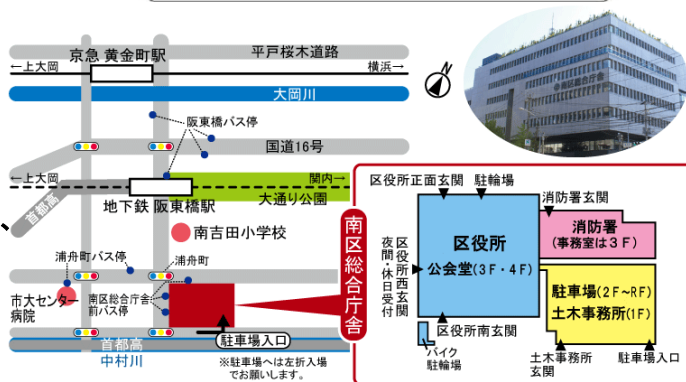 京急 黄金町駅
平戸桜木道路
←上大岡
横浜→
大岡川
阪東橋バス停
国道16号
←上大岡
関内→
首都高
地下鉄 阪東橋駅
大通り公園
南吉田小学校
浦舟町バス停
浦舟町
市大センター
病院
南区総合庁舎
前バス停
駐車場入口
首都高
中村川
※駐車場へは左折入場
でお願いします。
南区総合庁舎
南区総合庁舎
区役所正面玄関
駐輪場
消防署玄関
区役所
公会堂(3F・4F)
消防署
(事務室は3F)
区役所西玄関
夜間・休日受付
駐車場(2F~RF)
土木事務所(1F)
区役所南玄関
バイク
駐輪場
土木事務所
玄関
駐車場入口